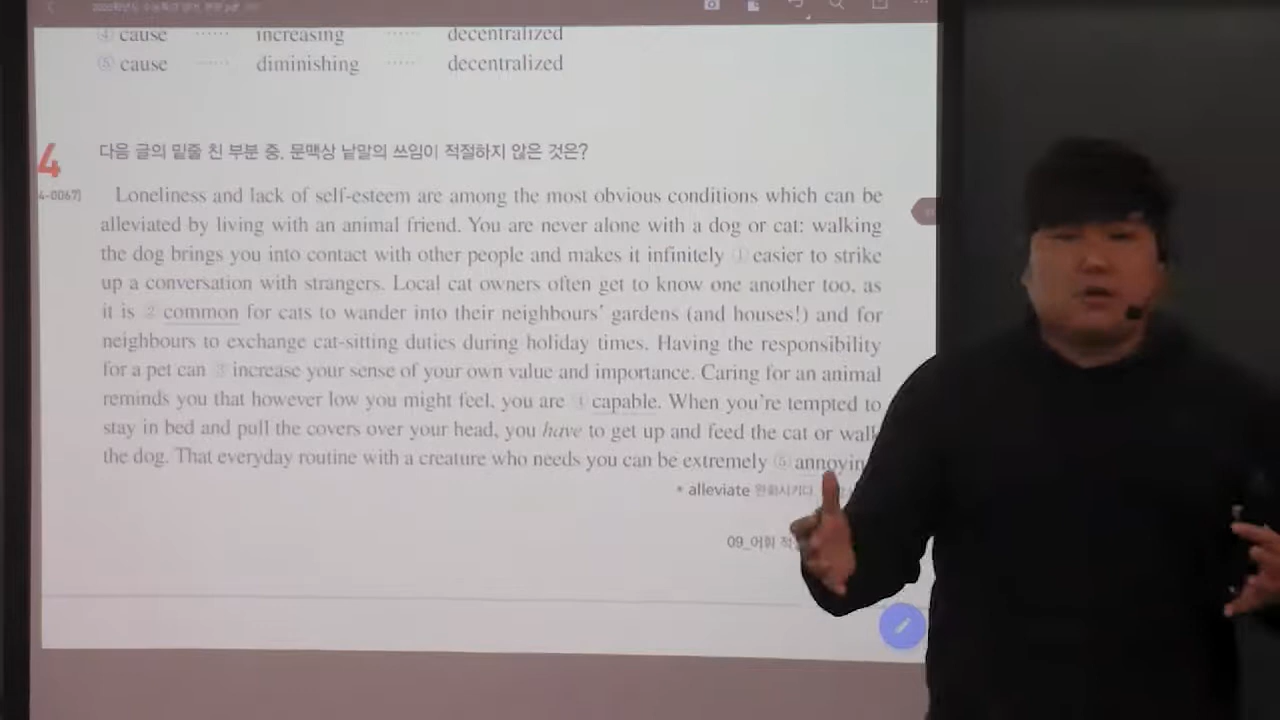 ④ cause ······ increasing ······ decentralized
⑤ cause ······ diminishing ······ decentralized
4
다음 글의 밑줄 친 부분 중, 문맥상 낱말의 쓰임이 적절하지 않은 것은?
4-0067]
Loneliness and lack of self-esteem are among the most obvious conditions which can be
alleviated by living with an animal friend. You are never alone with a dog or cat: walking
the dog brings you into contact with other people and makes it infinitely ① easier to strike
up a conversation with strangers. Local cat owners often get to know one another too, as
it is ② common for cats to wander into their neighbours' gardens (and houses!) and for
neighbours to exchange cat-sitting duties during holiday times. Having the responsibility
for a pet can ③ increase your sense of your own value and importance. Caring for an animal
reminds you that however low you might feel, you are ④ capable. When you're tempted to
stay in bed and pull the covers over your head, you have to get up and feed the cat or walk
the dog. That everyday routine with a creature who needs you can be extremely ⑤ annoyin
* alleviate 완화시키다,
09_어휘